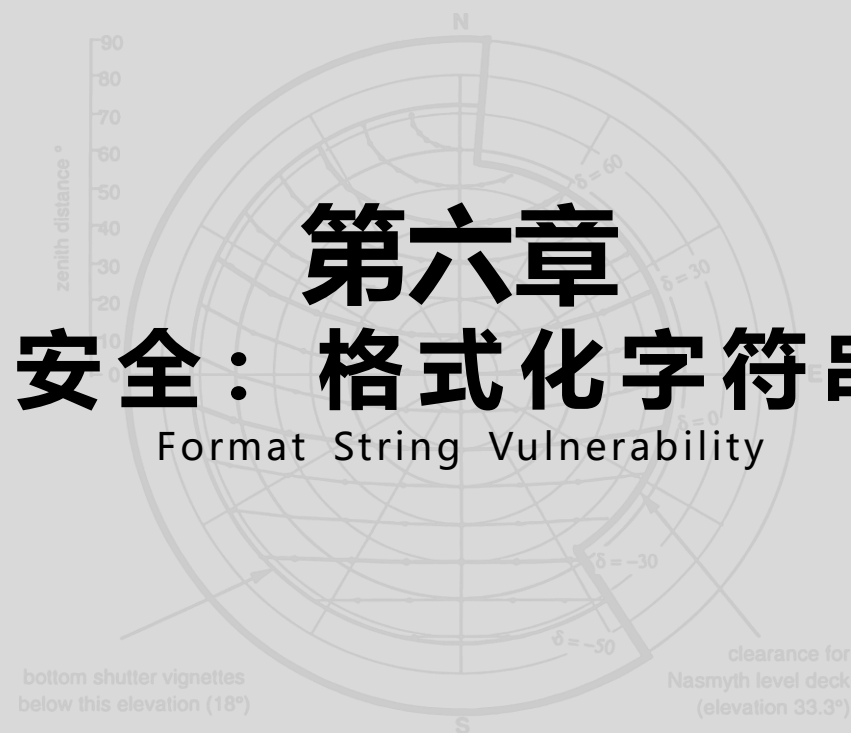 N
90
80
70
60
50
40
30
20
10
0
zenith distance °
δ = 60
δ = 30
第六章
安全：格式化字符串
E
δ = 0
Format String Vulnerability
δ = −30
δ = −50
bottom shutter vignettes
below this elevation (18°)
clearance for
Nasmyth level deck
(elevation 33.3°)
S